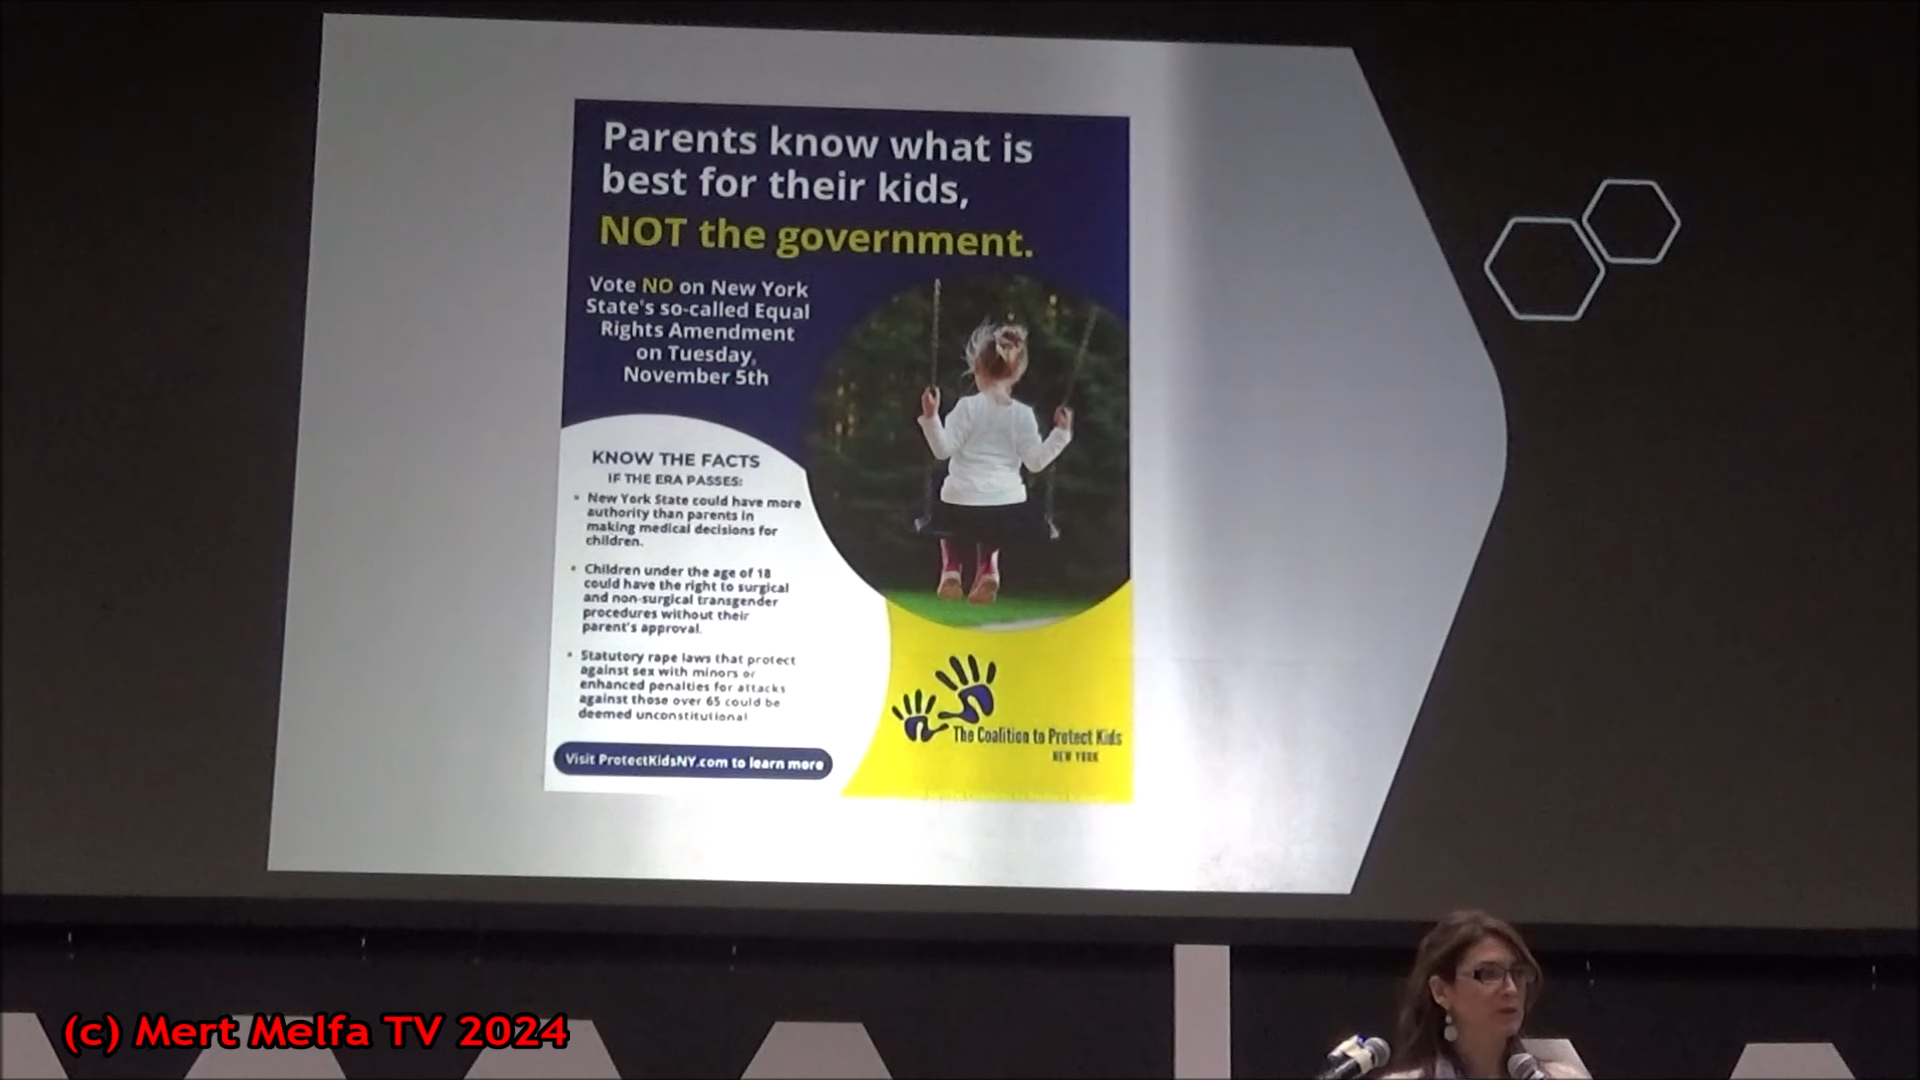 Parents know what is
best for their kids,
NOT the government.
Vote NO on New York
State's so-called Equal
Rights Amendment
on Tuesday,
November 5th
KNOW THE FACTS
IF THE ERA PASSES:
• New York State could have more
authority than parents in
making medical decisions for
children.
• Children under the age of 18
could have the right to surgical
and non-surgical transgender
procedures without their
parent's approval.
• Statutory rape laws that protect
against sex with minors or
enhanced penalties for attacks
against those over 65 could be
deemed unconstitutional
Visit ProtectKidsNY.com to learn more
The Coalition to Protect Kids
NEW YORK
(c) Mert Melfa TV 2024